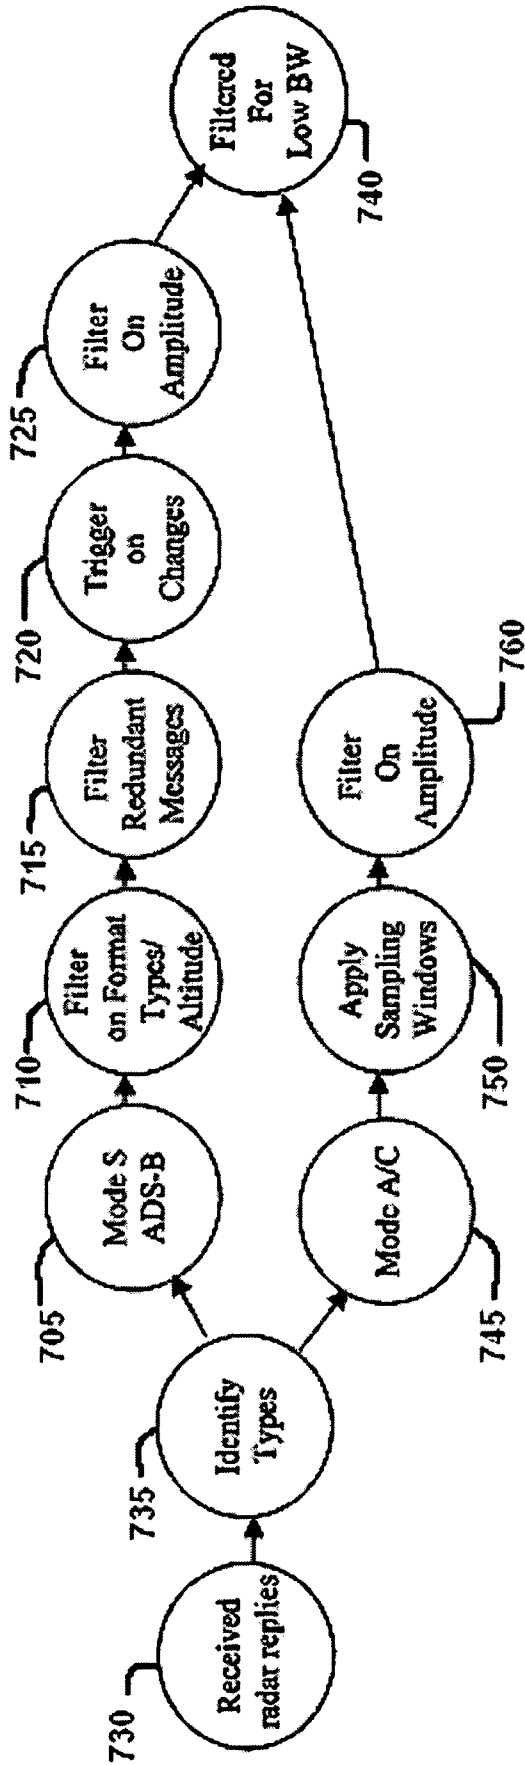 730
Received
radar replies
735
Identify
Types
705
Mode S
ADS-B
710
Filter
on Format
Types/
Altitude
715
Filter
Redundant
Messages
720
Trigger
on
Changes
725
Filter
On
Amplitude
745
Mode A/C
750
Apply
Sampling
Windows
760
Filter
On
Amplitude
740
Filtered
For
Low BW